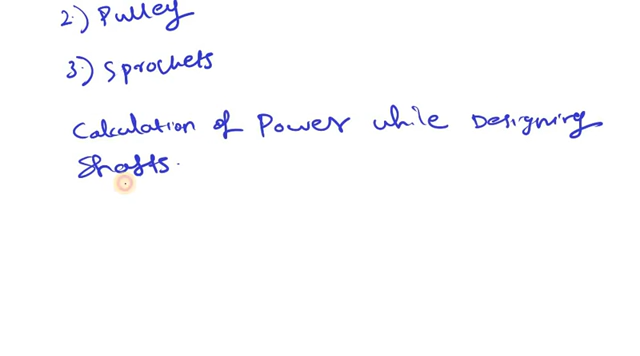 2.) Pulley
3.) Sprockets
Calculation of Power while Designing
Shafts.